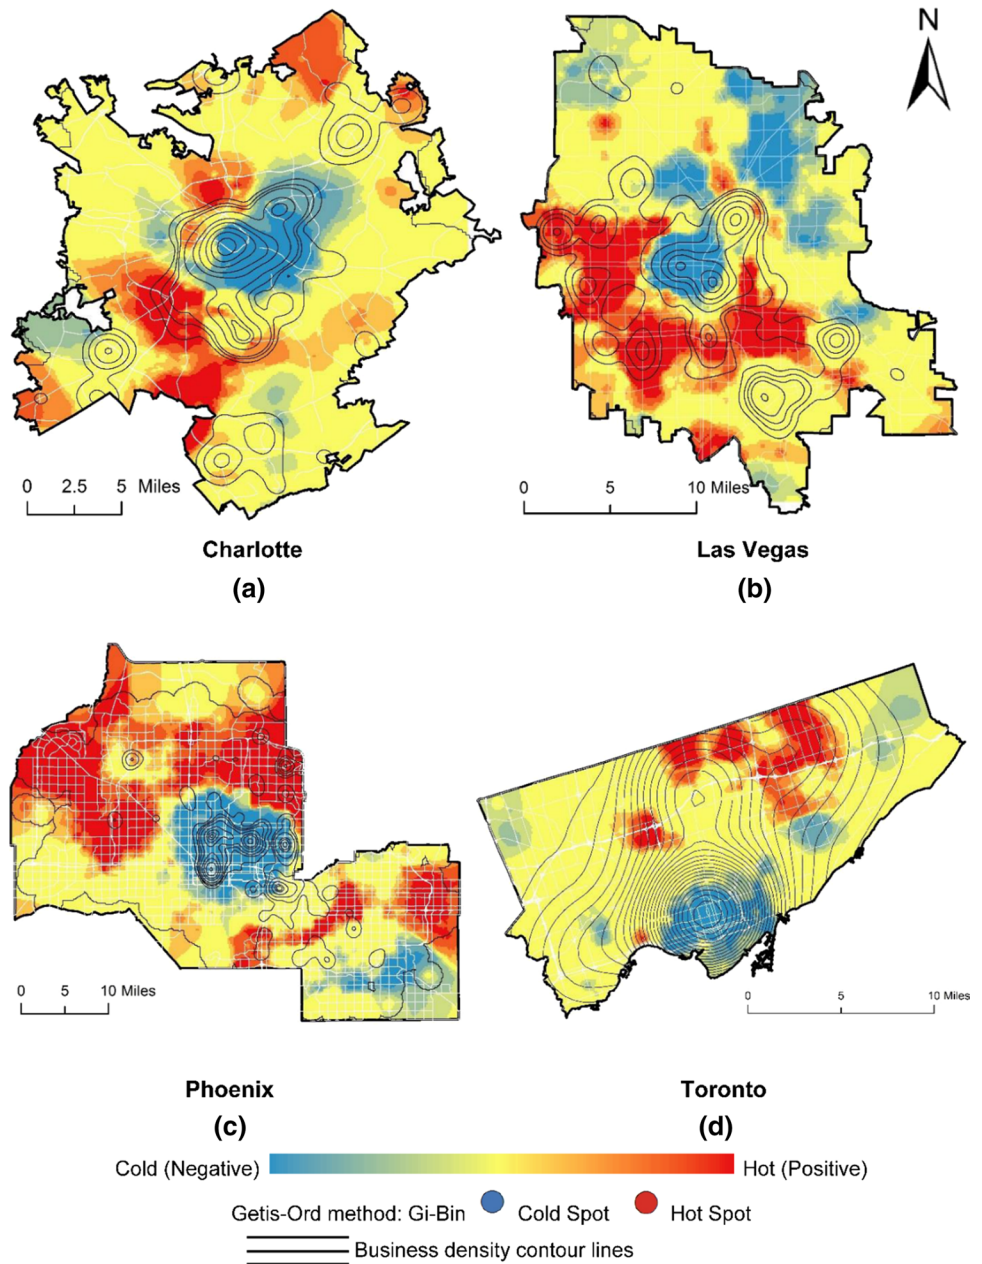 N
0 2.5 5 Miles
0 5 10 Miles
Charlotte
Las Vegas
(a)
(b)
0 5 10 Miles
0 5 10 Miles
Phoenix
Toronto
(c)
(d)
Cold (Negative)
Hot (Positive)
Getis-Ord method: Gi-Bin Cold Spot Hot Spot
Business density contour lines